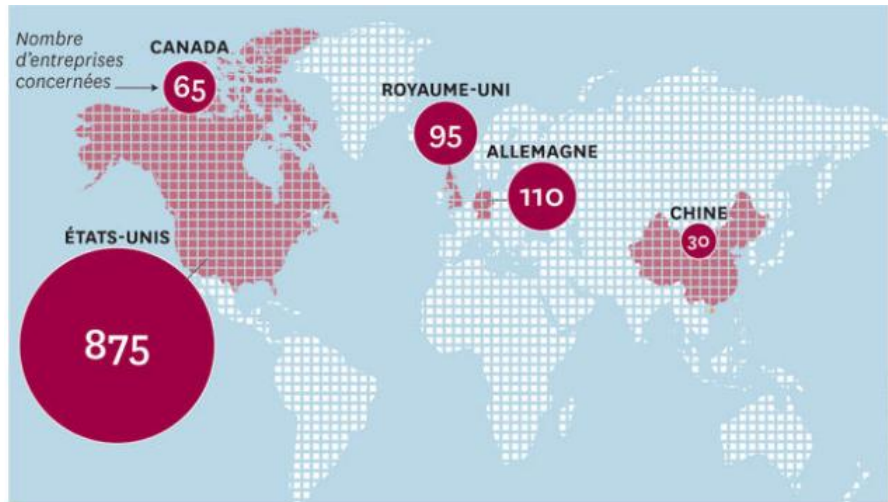 Nombre
d'entreprises
concernées
CANADA
65
ROYAUME-UNI
95
ALLEMAGNE
110
CHINE
30
ÉTATS-UNIS
875